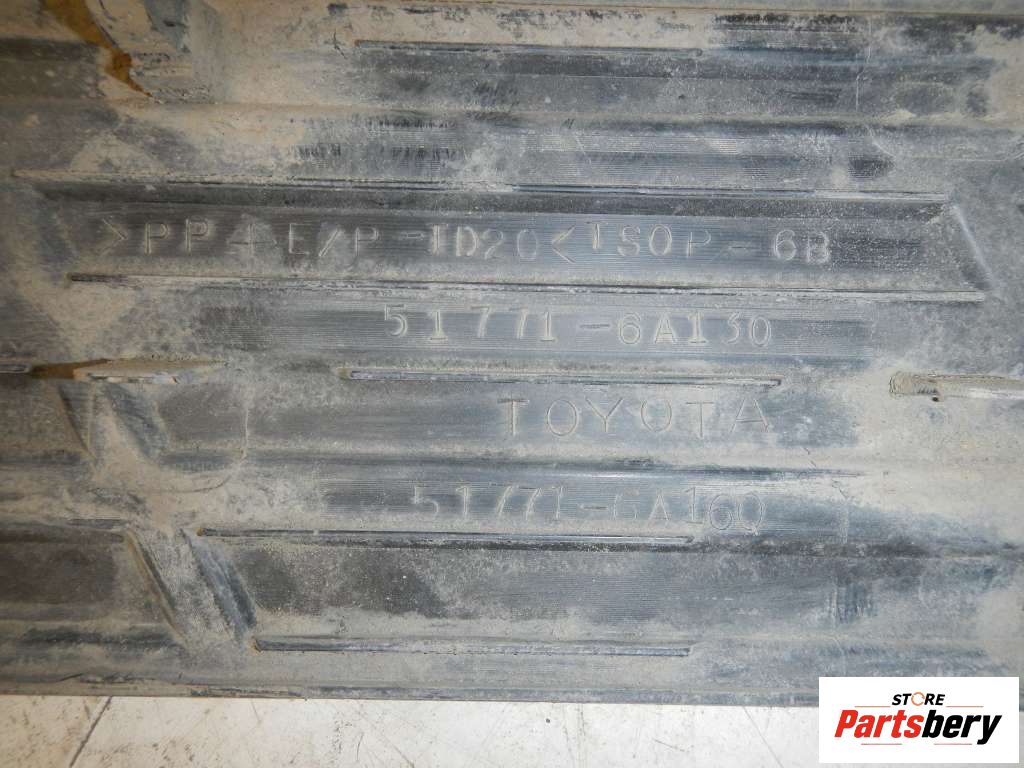 >PP+E/P-TD20< TSOP-6B
51771-6A130
TOYOTA
51771-6A160
STORE
Partsbery